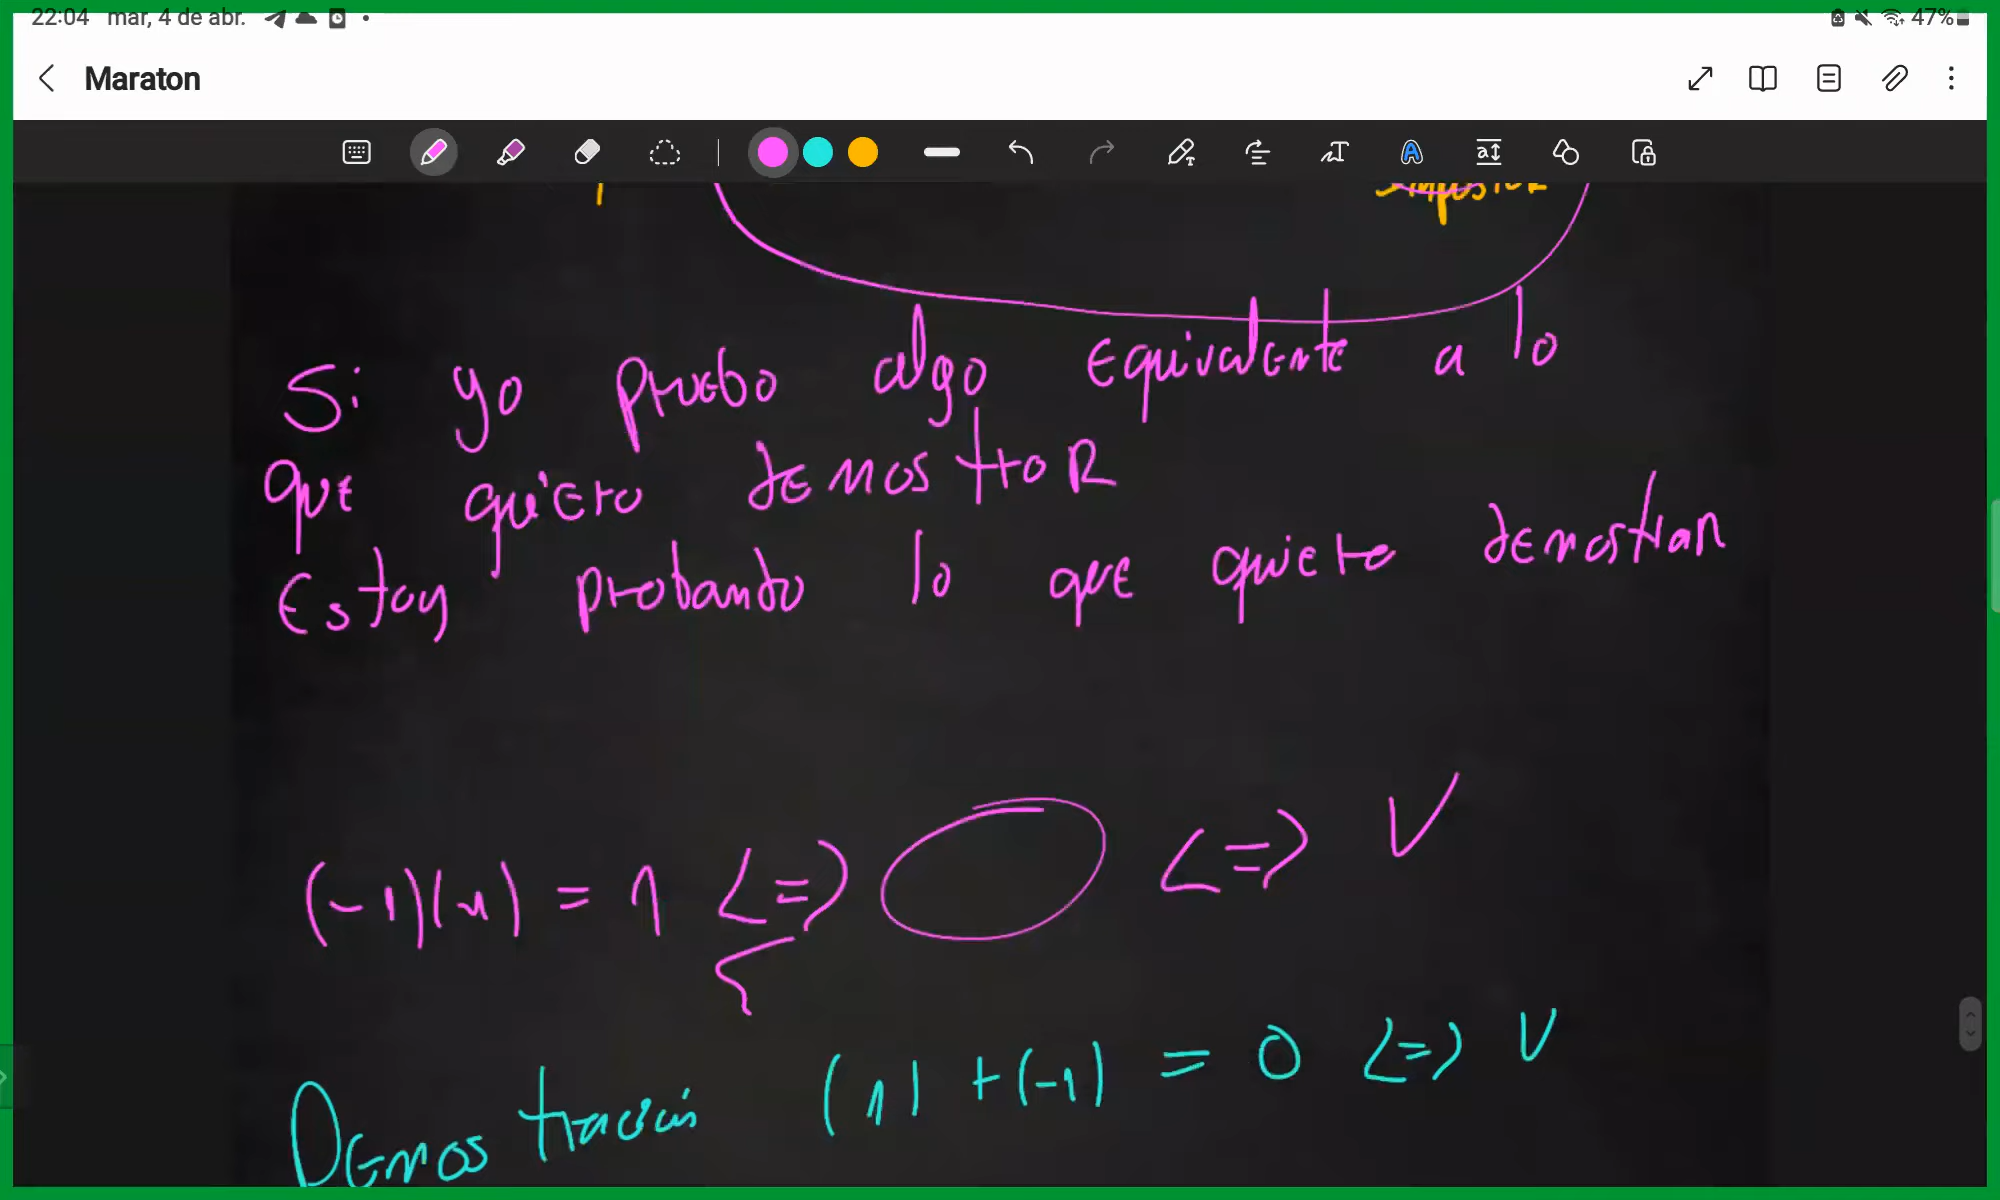 22:04 mar, 4 de abr. 47%
Maraton
Si yo pruebo algo equivalente a lo
que quiero demostrar
Estoy probando lo que quiero demostrar
(-1)(-1) = 1 <=> <=> V
Demostración (1) + (-1) = 0 <=> V